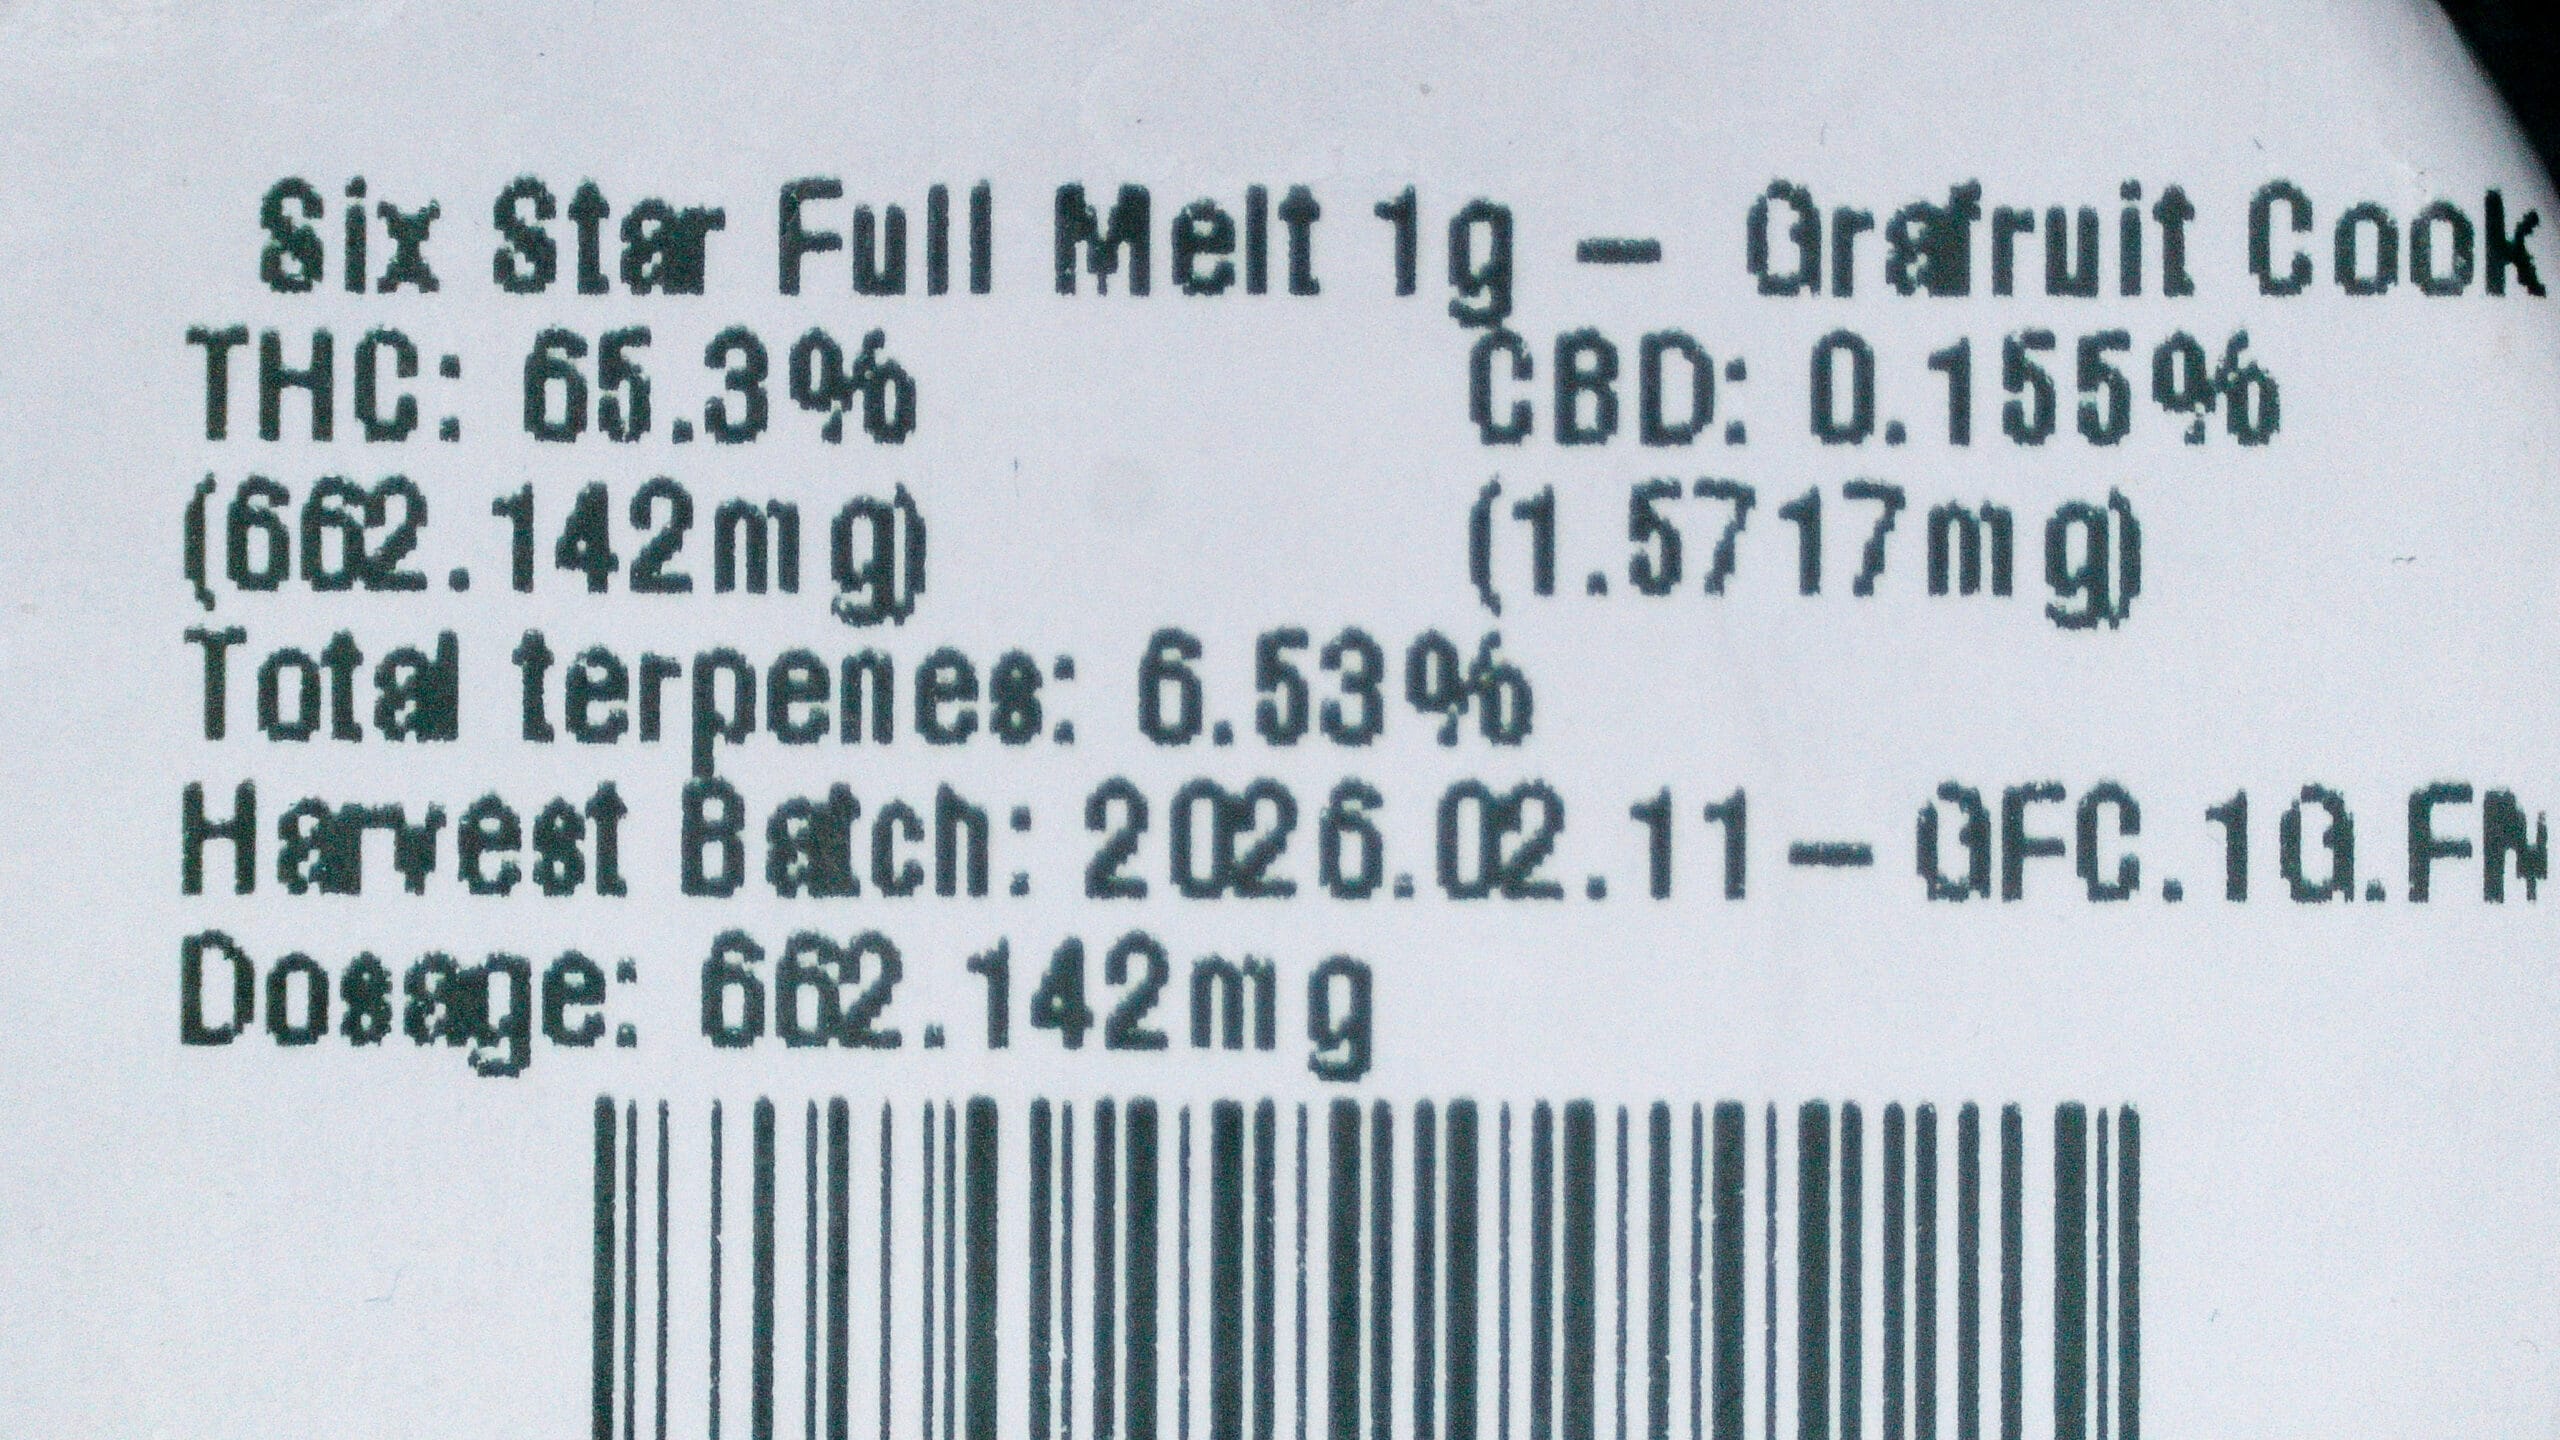 Six Star Full Melt 1g - Grafruit Cook
THC: 65.3% CBD: 0.155%
(662.142mg) (1.5717mg)
Total terpenes: 6.53%
Harvest Batch: 2026.02.11-GFC.1G.FM
Dosage: 662.142mg